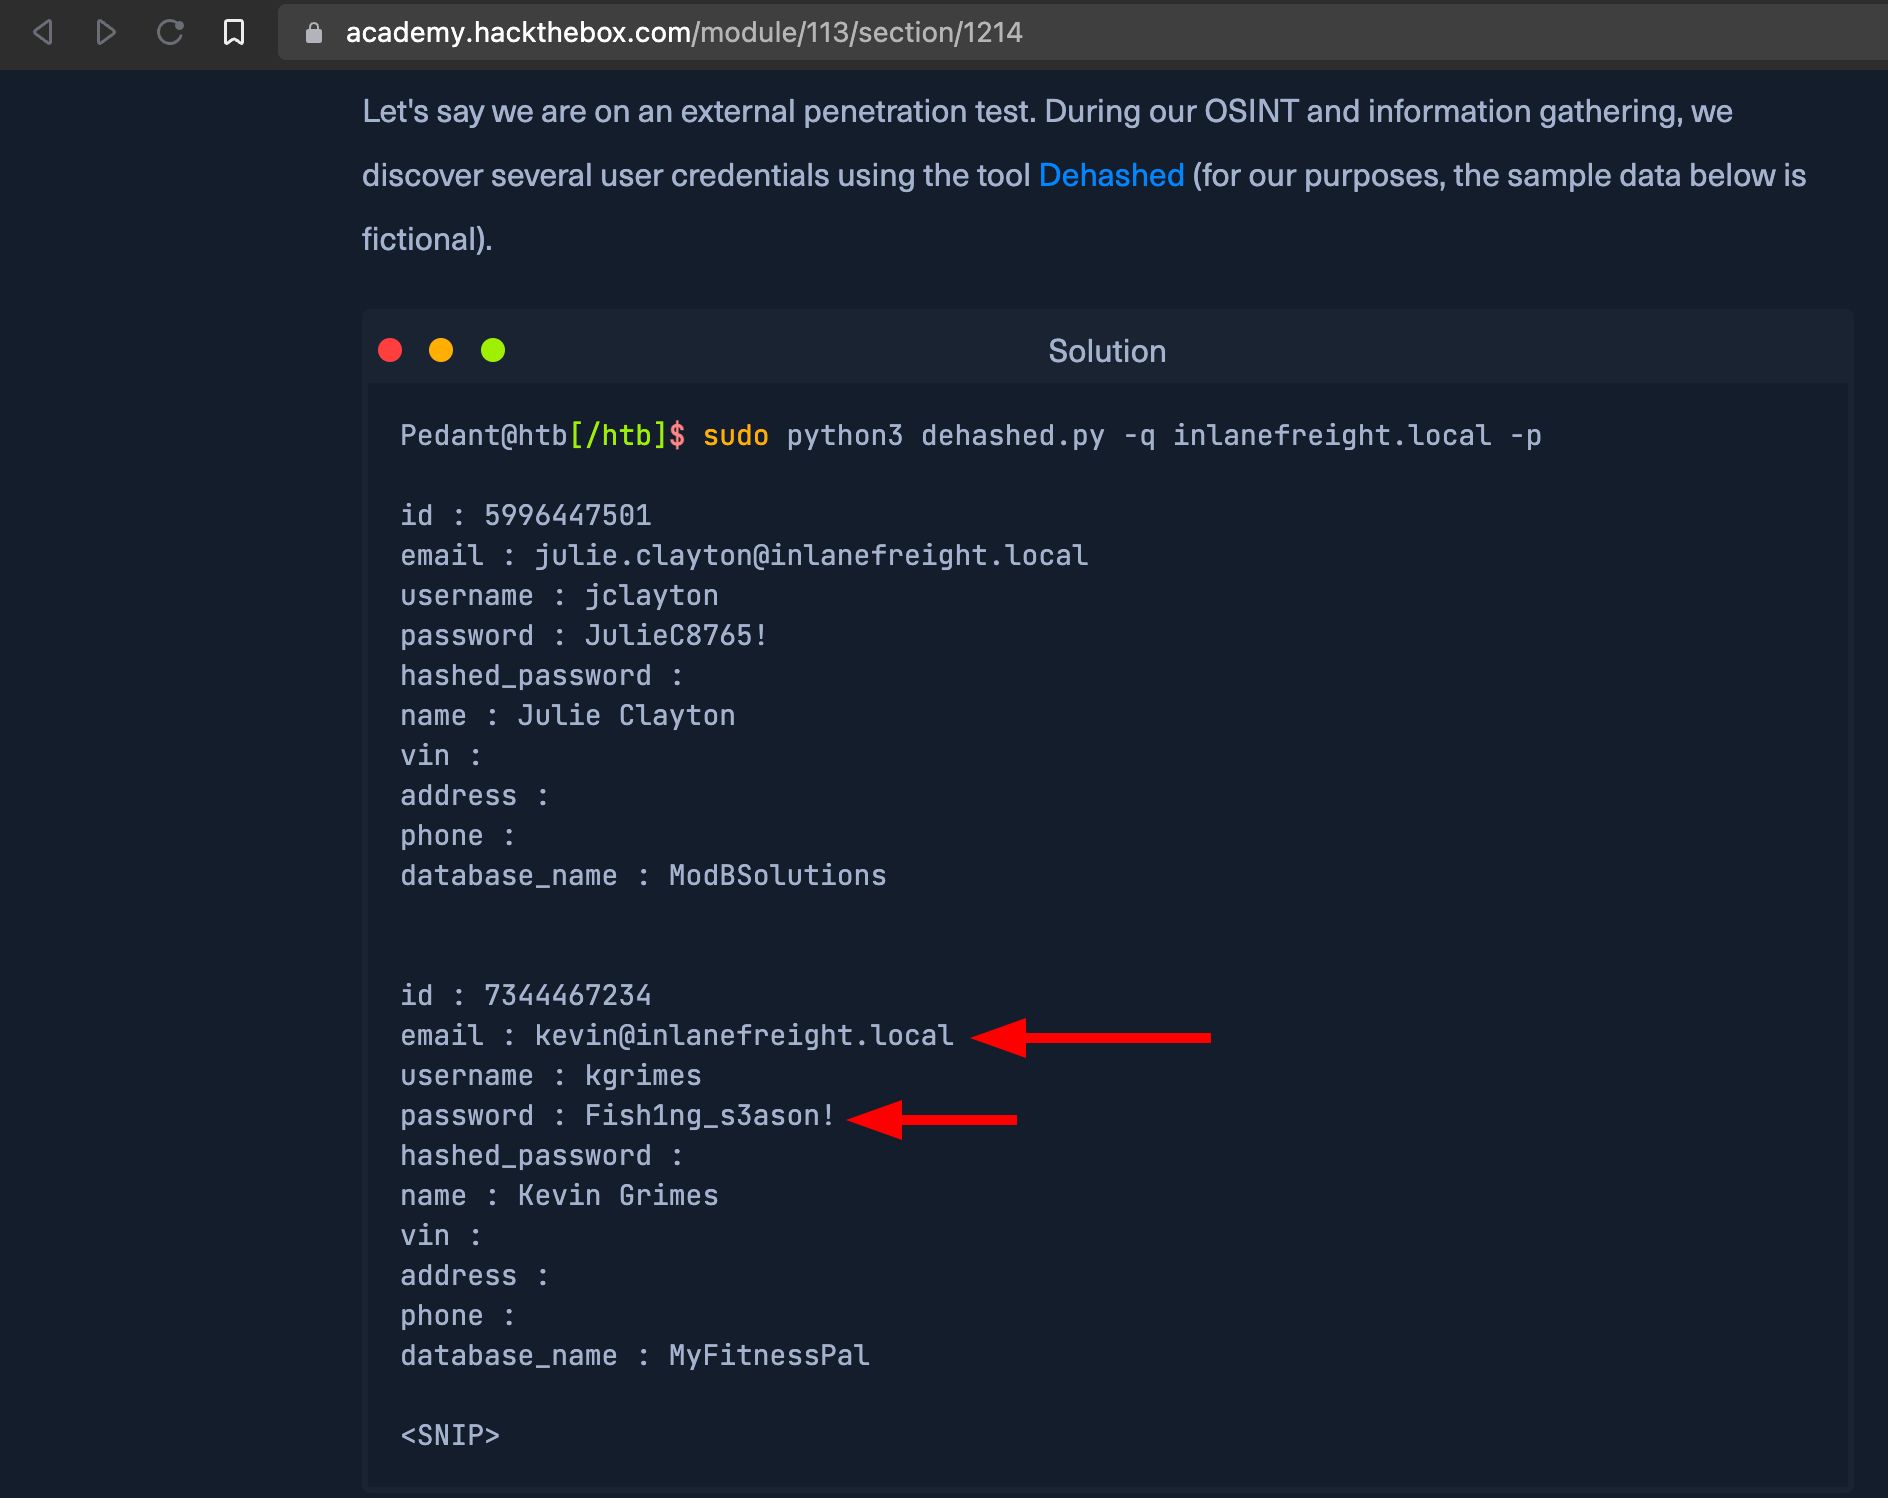 academy.hackthebox.com/module/113/section/1214
Let's say we are on an external penetration test. During our OSINT and information gathering, we
discover several user credentials using the tool Dehashed (for our purposes, the sample data below is
fictional).
Solution
Pedant@htb[/htb]$ sudo python3 dehashed.py -q inlanefreight.local -p
id : 5996447501
email : julie.clayton@inlanefreight.local
username : jclayton
password : JulieC8765!
hashed_password :
name : Julie Clayton
vin :
address :
phone :
database_name : ModBSolutions
id : 7344467234
email : kevin@inlanefreight.local
username : kgrimes
password : Fish1ng_s3ason!
hashed_password :
name : Kevin Grimes
vin :
address :
phone :
database_name : MyFitnessPal
<SNIP>